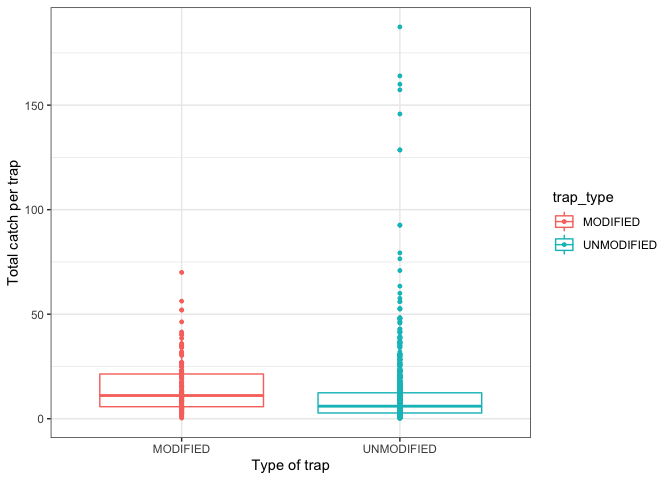 Total catch per trap
150
100
50
0
MODIFIED
UNMODIFIED
Type of trap
trap_type
MODIFIED
UNMODIFIED